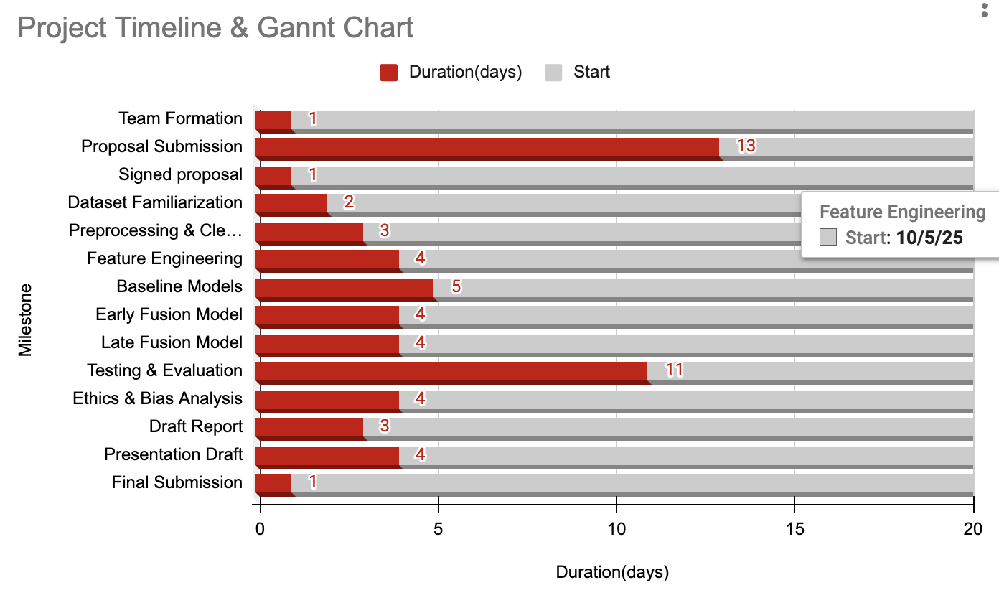 Project Timeline & Gannt Chart
Duration(days) Start
Team Formation 1
Proposal Submission 13
Signed proposal 1
Dataset Familiarization 2
Preprocessing & Cle… 3
Feature Engineering 4
Baseline Models 5
Early Fusion Model 4
Late Fusion Model 4
Testing & Evaluation 11
Ethics & Bias Analysis 4
Draft Report 3
Presentation Draft 4
Final Submission 1
Feature Engineering
Start: 10/5/25
Milestone
0 5 10 15 20
Duration(days)